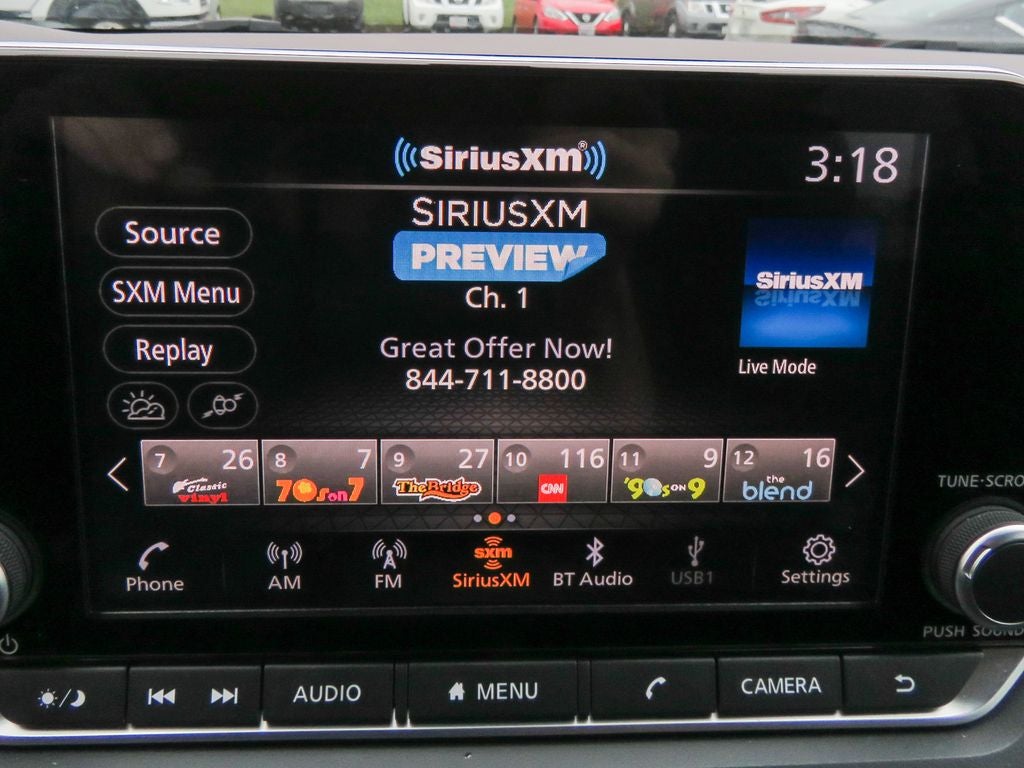 SiriusXM®
3:18
SIRIUSXM
PREVIEW
Ch. 1
Great Offer Now!
844-711-8800
Source
SXM Menu
Replay
SiriusXM
Live Mode
7 26 Classic Vinyl
8 7 70s on 7
9 27 The Bridge
10 116 CNN
11 9 '90s ON 9
12 16 the blend
Phone
AM
FM
sxm
SiriusXM
BT Audio
USB1
Settings
TUNE·SCRO
PUSH SOUND
AUDIO
MENU
CAMERA